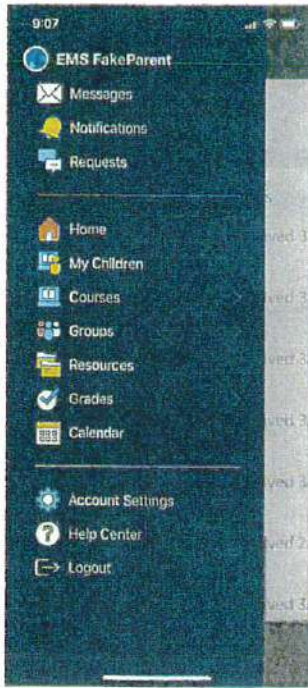 9:07
EMS FakeParent
Messages
Notifications
Requests
Home
My Children
Courses
Groups
Resources
Grades
Calendar
Account Settings
Help Center
Logout